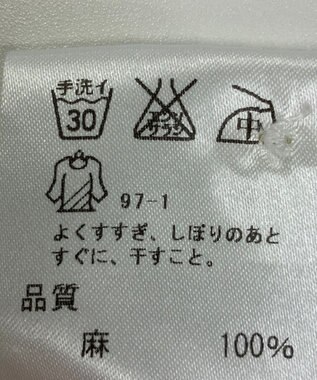 手洗イ
30
エンソ
サラシ
中
97-1
よくすすぎ、しぼりのあと
すぐに、干すこと。
品質
麻 100%